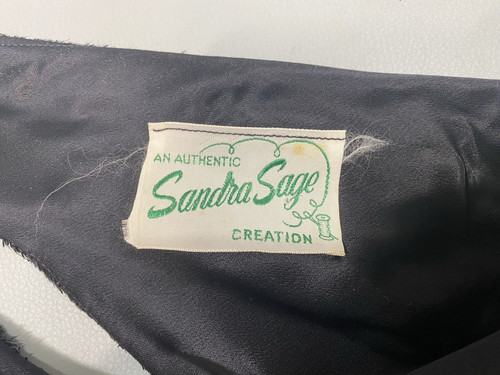 AN AUTHENTIC
Sandra Sage
CREATION